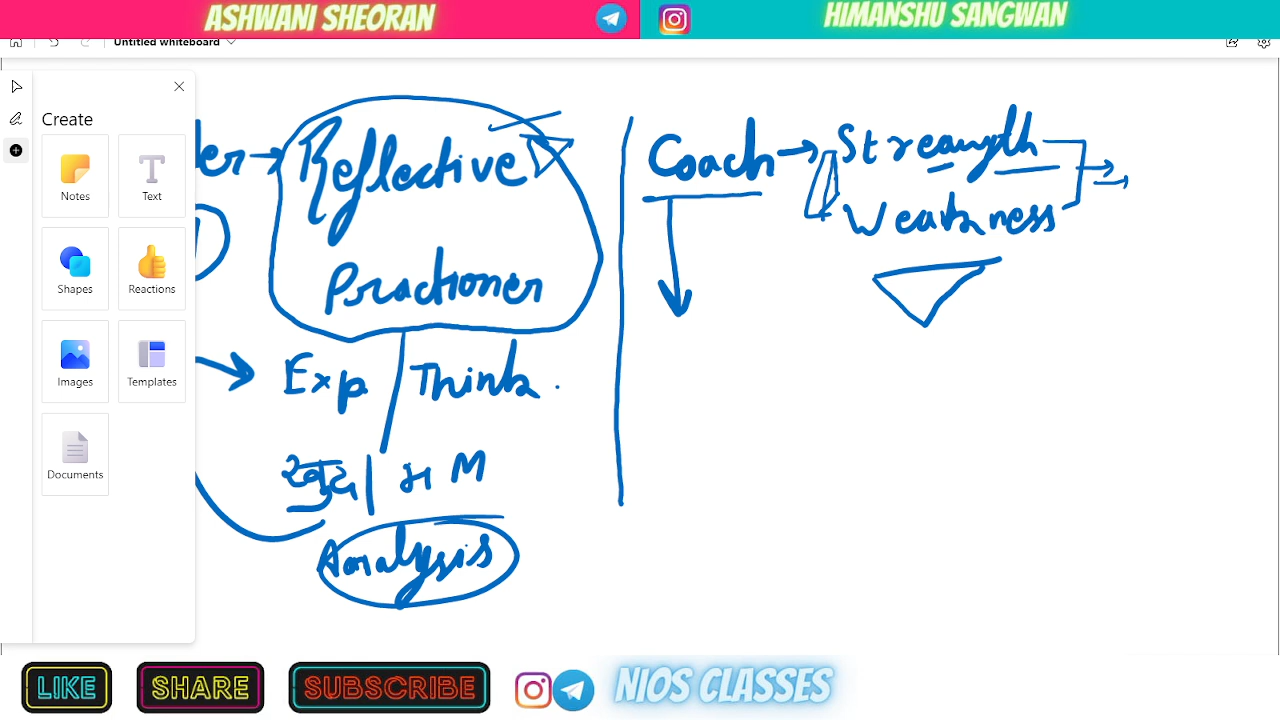 ASHWANI SHEORAN
HIMANSHU SANGWAN
Untitled whiteboard
Create
Notes
Text
Shapes
Reactions
Images
Templates
Documents
Reflective
Practioner
Exp Think
M
Analysis
Coach
Streangth
Weakness
LIKE
SHARE
SUBSCRIBE
NIOS CLASSES